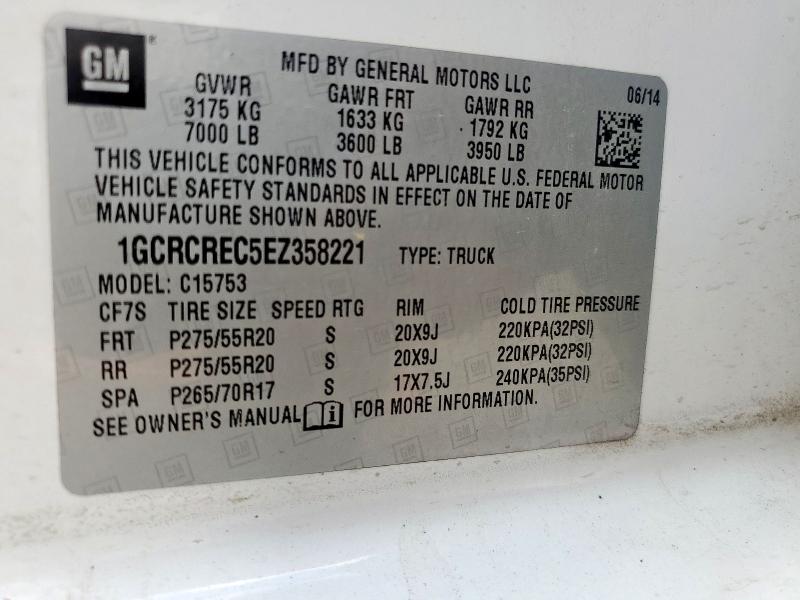 GM
MFD BY GENERAL MOTORS LLC 06/14
GVWR GAWR FRT GAWR RR
3175 KG 1633 KG 1792 KG
7000 LB 3600 LB 3950 LB
THIS VEHICLE CONFORMS TO ALL APPLICABLE U.S. FEDERAL MOTOR
VEHICLE SAFETY STANDARDS IN EFFECT ON THE DATE OF
MANUFACTURE SHOWN ABOVE.
1GCRCREC5EZ358221 TYPE: TRUCK
MODEL: C15753
CF7S TIRE SIZE SPEED RTG RIM COLD TIRE PRESSURE
FRT P275/55R20 S 20X9J 220KPA(32PSI)
RR P275/55R20 S 20X9J 220KPA(32PSI)
SPA P265/70R17 S 17X7.5J 240KPA(35PSI)
SEE OWNER'S MANUAL FOR MORE INFORMATION.